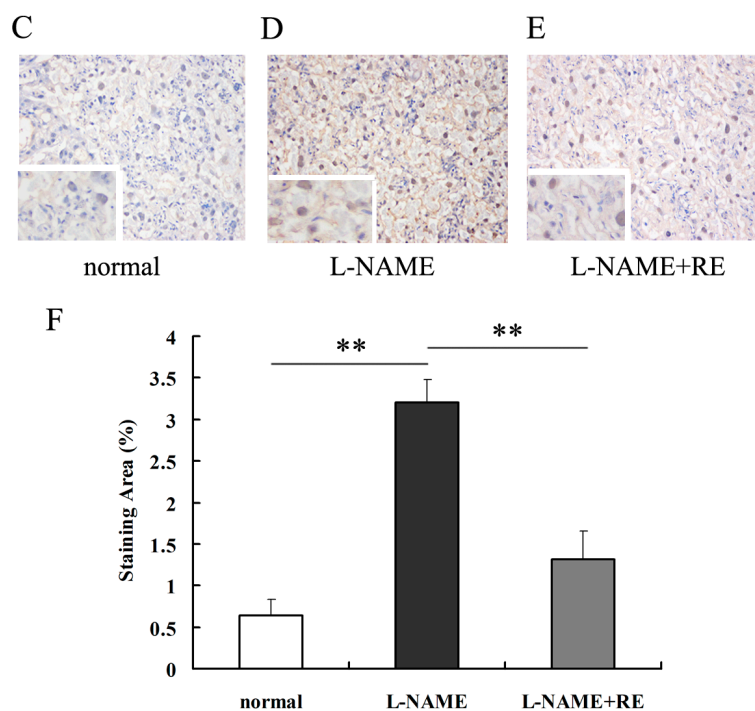 C D E
normal L-NAME L-NAME+RE
F
4
3.5
3
2.5
2
1.5
1
0.5
0
Staining Area (%)
** **
normal L-NAME L-NAME+RE